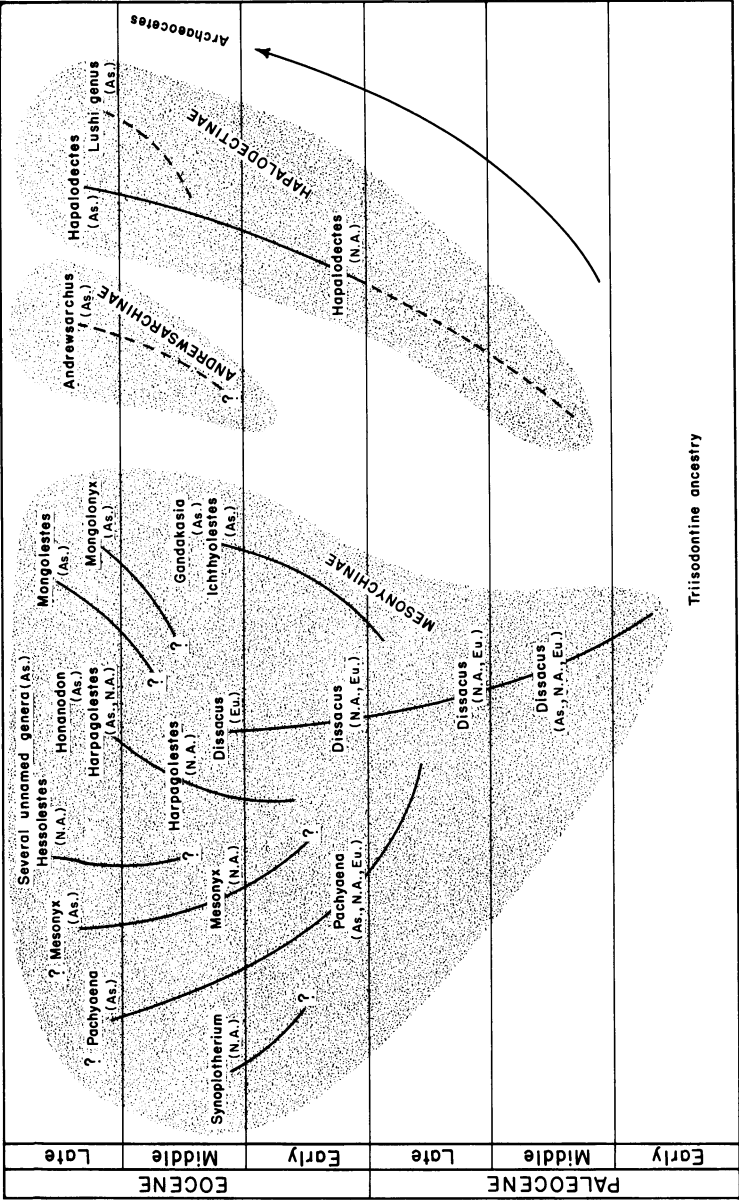 Archaeocetes
Lushi genus
(As.)
HAPALODECTINAE
Hapalodectes
(As.)
Hapalodectes
(N.A.)
Andrewsarchus
(As.)
ANDREWSARCHINAE
?
Triisodontine ancestry
Mongolestes
(As.)
Mongolonyx
(As.)
?
?
Gandakasia
(As.)
Ichthyolestes
(As.)
MESONYCHINAE
Several unnamed genera (As.)
Honanodon
(As.)
Harpagolestes
(As., N.A.)
Harpagolestes
(N.A.)
Dissacus
(Eu.)
Dissacus
(N.A., Eu.)
Dissacus
(N.A., Eu.)
Dissacus
(As., N.A., Eu.)
Hessolestes
(N.A.)
?
? Mesonyx
(As.)
Mesonyx
(N.A.)
?
Pachyaena
(As., N.A., Eu.)
? Pachyaena
(As.)
Synoplotherium
(N.A.)
?
Late
Middle
Early
Late
Middle
Early
EOCENE
PALEOCENE